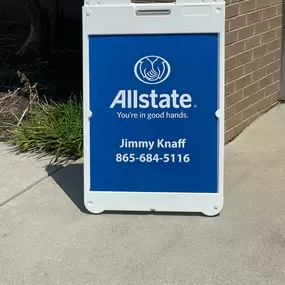 Allstate®
You're in good hands.
Jimmy Knaff
865-684-5116